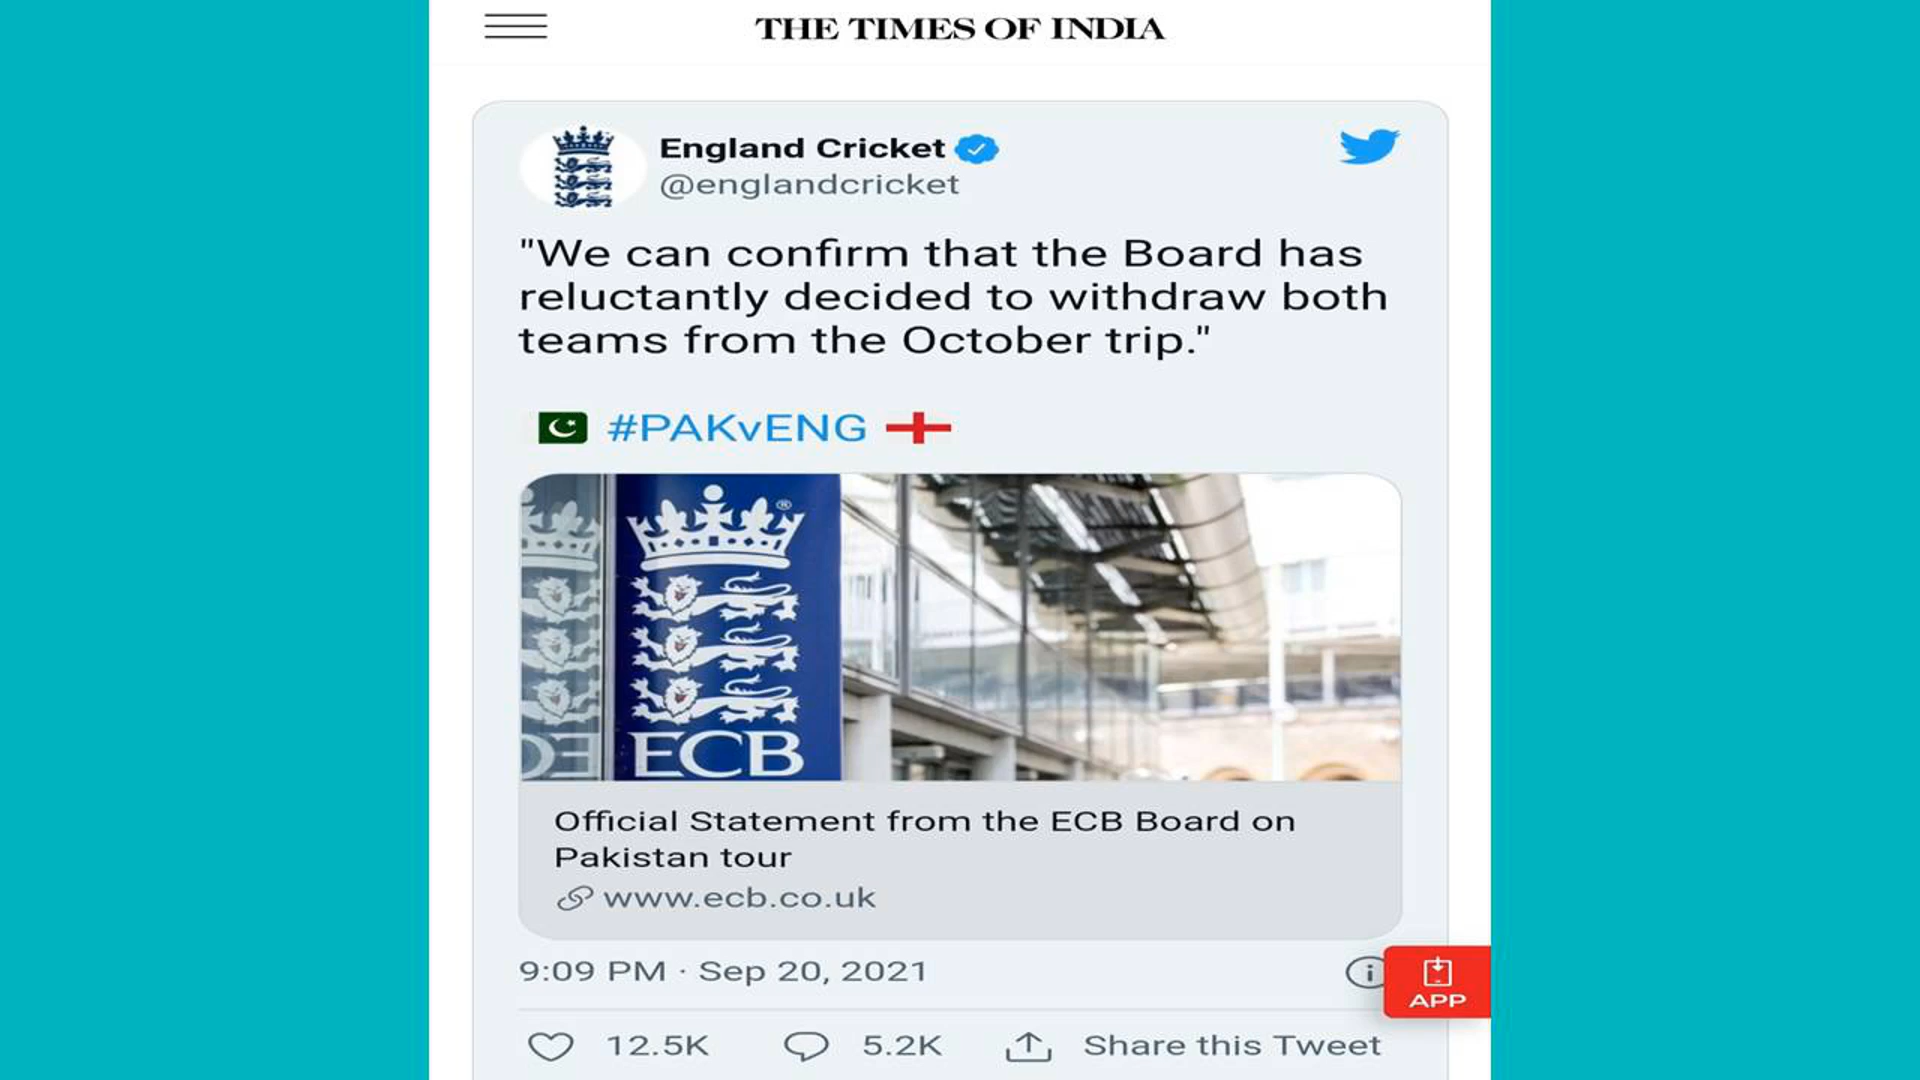 THE TIMES OF INDIA
England Cricket
@englandcricket
"We can confirm that the Board has
reluctantly decided to withdraw both
teams from the October trip."
#PAKvENG
ECB
Official Statement from the ECB Board on
Pakistan tour
www.ecb.co.uk
9:09 PM · Sep 20, 2021
APP
12.5K
5.2K
Share this Tweet